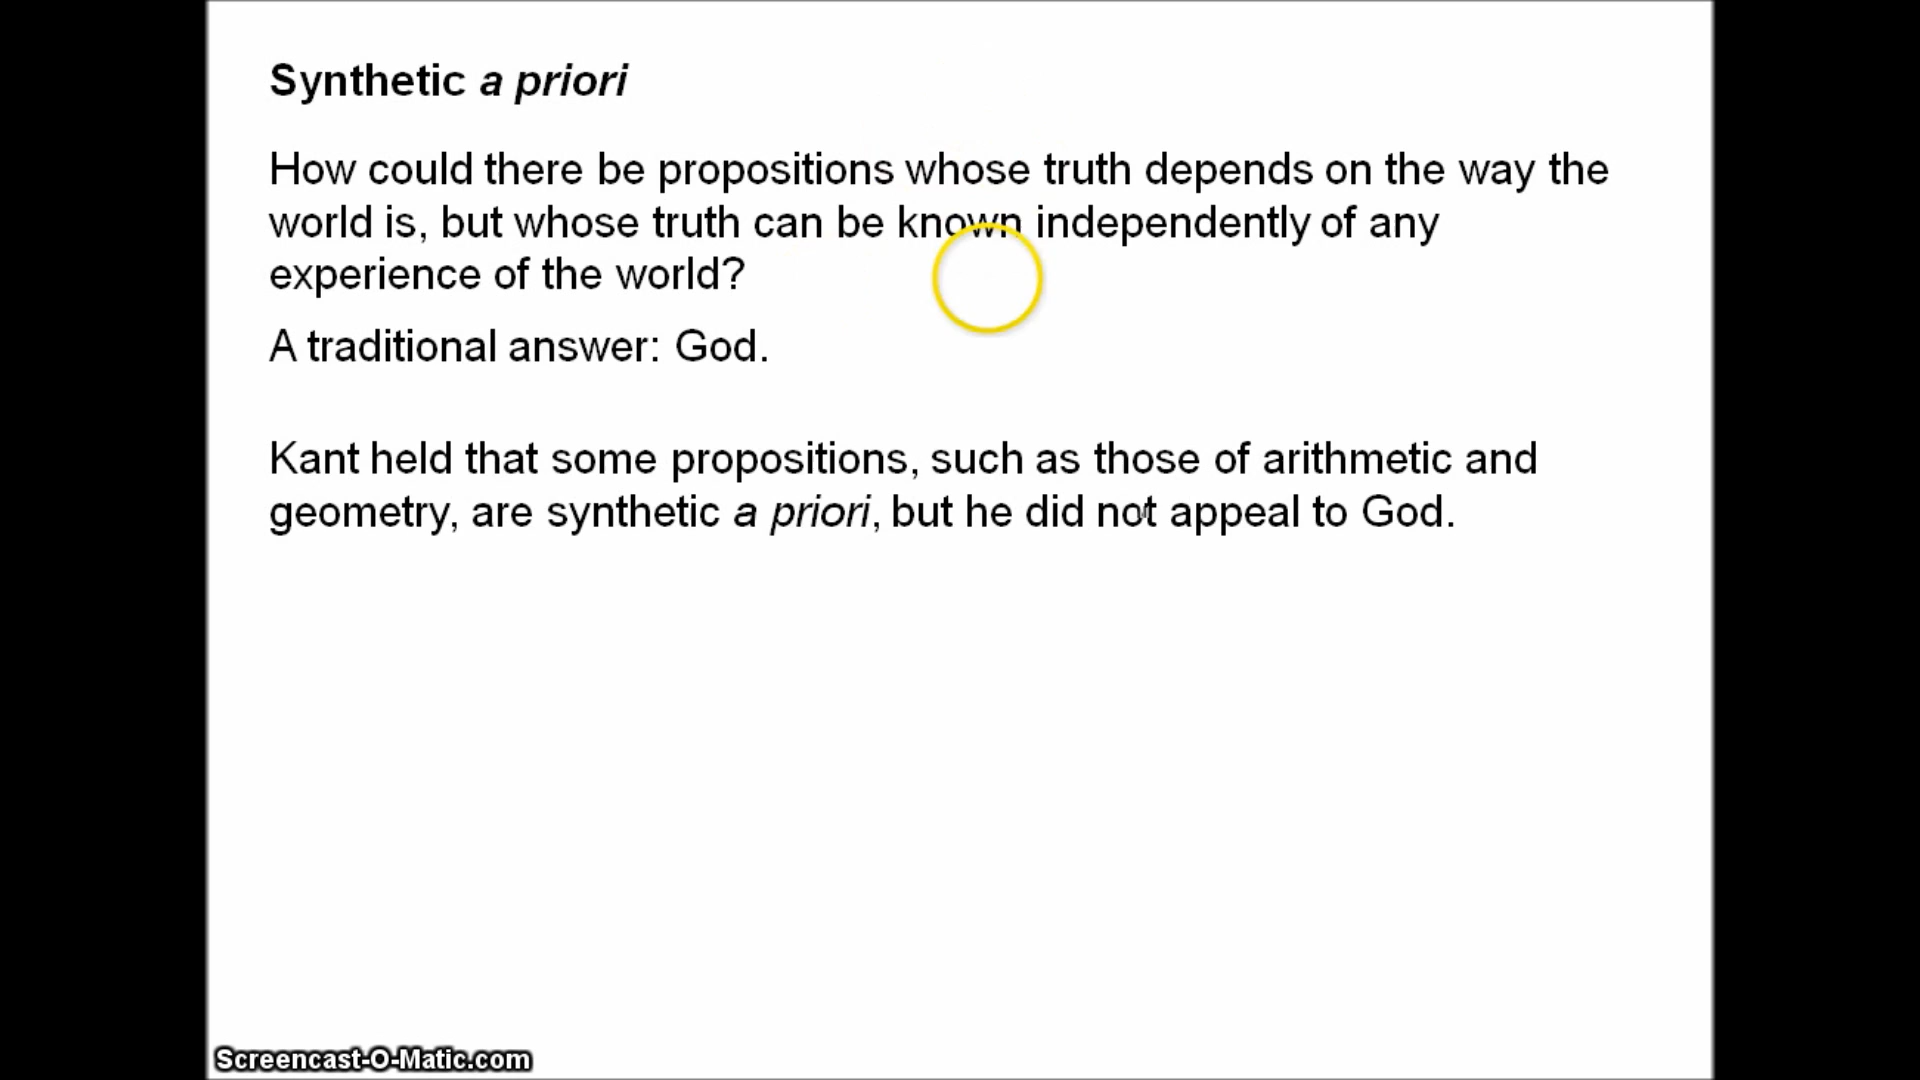 Synthetic a priori
How could there be propositions whose truth depends on the way the
world is, but whose truth can be known independently of any
experience of the world?
A traditional answer: God.
Kant held that some propositions, such as those of arithmetic and
geometry, are synthetic a priori, but he did not appeal to God.
Screencast-O-Matic.com